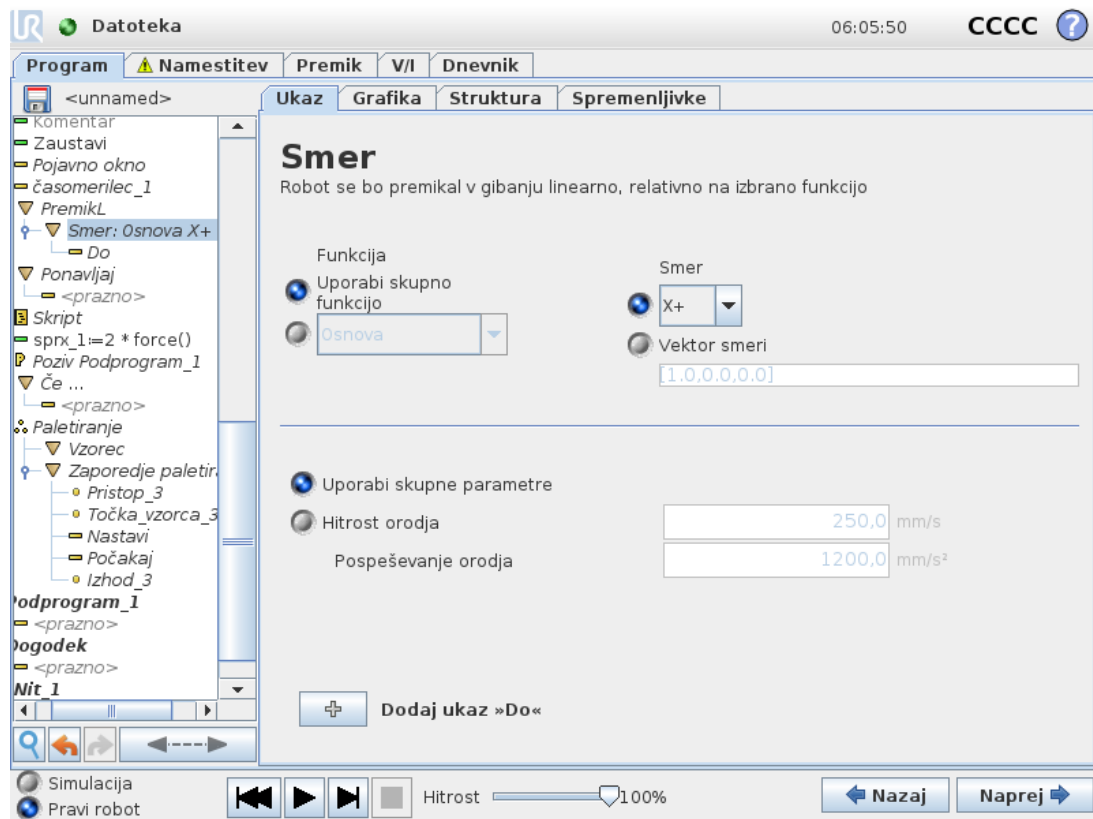 Datoteka
06:05:50
CCCC
?
Program
Namestitev
Premik
V/I
Dnevnik
<unnamed>
Ukaz
Grafika
Struktura
Spremenljivke
Komentar
Zaustavi
Pojavno okno
časomerilec_1
PremikL
Smer: Osnova X+
Do
Ponavljaj
<prazno>
Skript
sprx_1:=2 * force()
Poziv Podprogram_1
Če ...
<prazno>
Paletiranje
Vzorec
Zaporedje paletir
Pristop_3
Točka_vzorca_3
Nastavi
Počakaj
Izhod_3
Podprogram_1
<prazno>
Dogodek
<prazno>
Nit_1
Smer
Robot se bo premikal v gibanju linearno, relativno na izbrano funkcijo
Funkcija
Uporabi skupno
funkcijo
Osnova
Smer
X+
Vektor smeri
[1.0,0.0,0.0]
Uporabi skupne parametre
Hitrost orodja
250,0 mm/s
Pospeševanje orodja
1200,0 mm/s²
Dodaj ukaz »Do«
Simulacija
Pravi robot
Hitrost
100%
Nazaj
Naprej